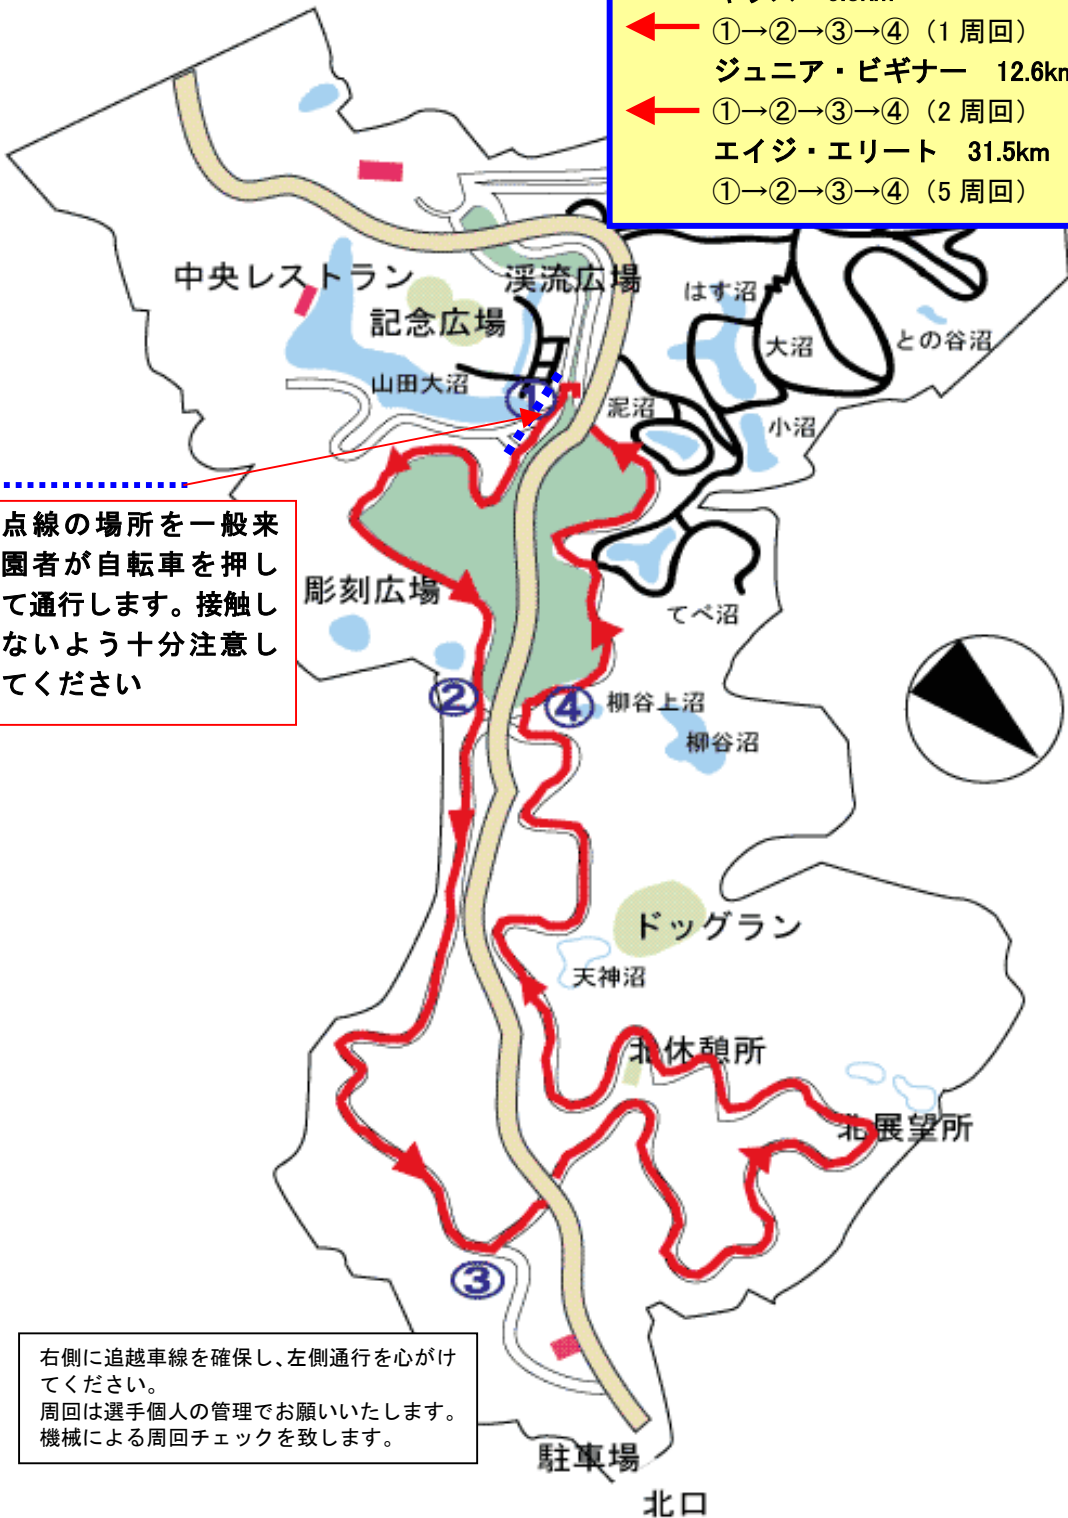 ①→②→③→④（1 周回）
ジュニア・ビギナー　12.6km
①→②→③→④（2 周回）
エイジ・エリート　31.5km
①→②→③→④（5 周回）
中央レストラン
渓流広場
はす沼
記念広場
大沼
との谷沼
山田大沼
①
泥沼
小沼
点線の場所を一般来
園者が自転車を押し
て通行します。接触し
ないよう十分注意し
てください
彫刻広場
てべ沼
②
④
柳谷上沼
柳谷沼
ドッグラン
天神沼
北休憩所
北展望所
③
右側に追越車線を確保し、左側通行を心がけ
てください。
周回は選手個人の管理でお願いいたします。
機械による周回チェックを致します。
駐車場
北口